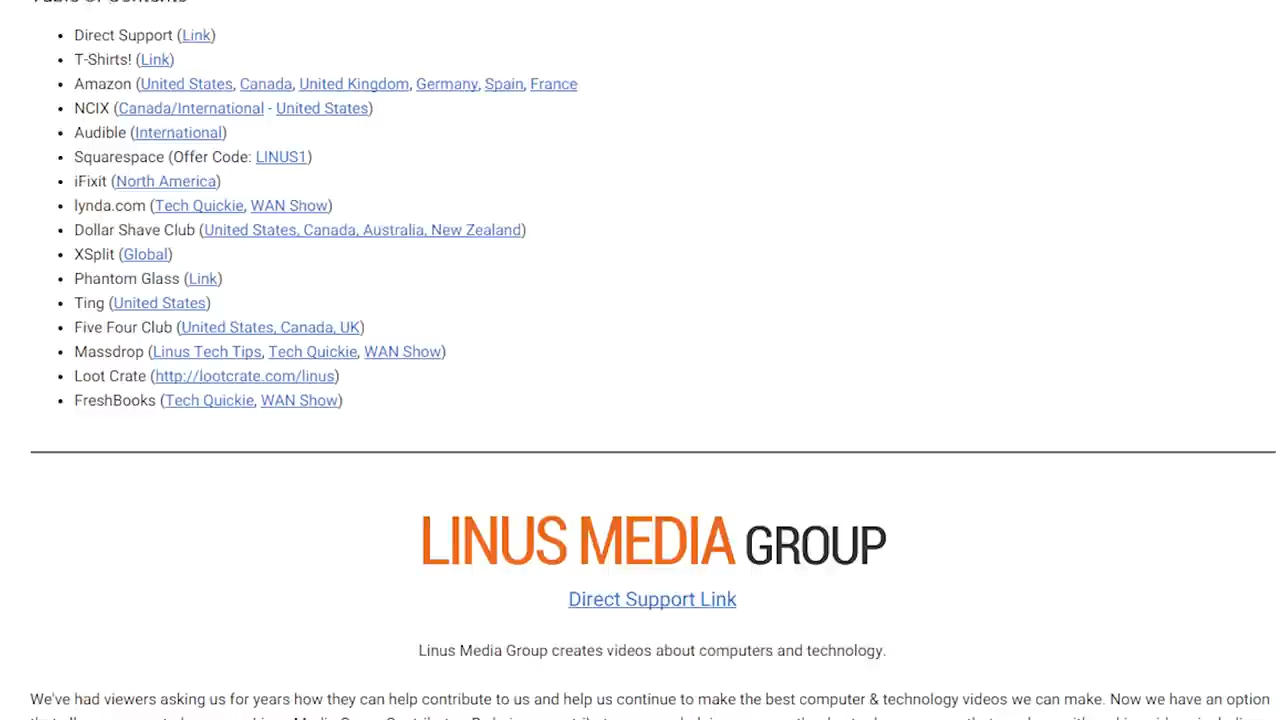 Table of Contents
Direct Support (Link)
T-Shirts! (Link)
Amazon (United States, Canada, United Kingdom, Germany, Spain, France
NCIX (Canada/International - United States)
Audible (International)
Squarespace (Offer Code: LINUS1)
iFixit (North America)
lynda.com (Tech Quickie, WAN Show)
Dollar Shave Club (United States, Canada, Australia, New Zealand)
XSplit (Global)
Phantom Glass (Link)
Ting (United States)
Five Four Club (United States, Canada, UK)
Massdrop (Linus Tech Tips, Tech Quickie, WAN Show)
Loot Crate (http://lootcrate.com/linus)
FreshBooks (Tech Quickie, WAN Show)
LINUS MEDIA GROUP
Direct Support Link
Linus Media Group creates videos about computers and technology.
We've had viewers asking us for years how they can help contribute to us and help us continue to make the best computer & technology videos we can make. Now we have an option